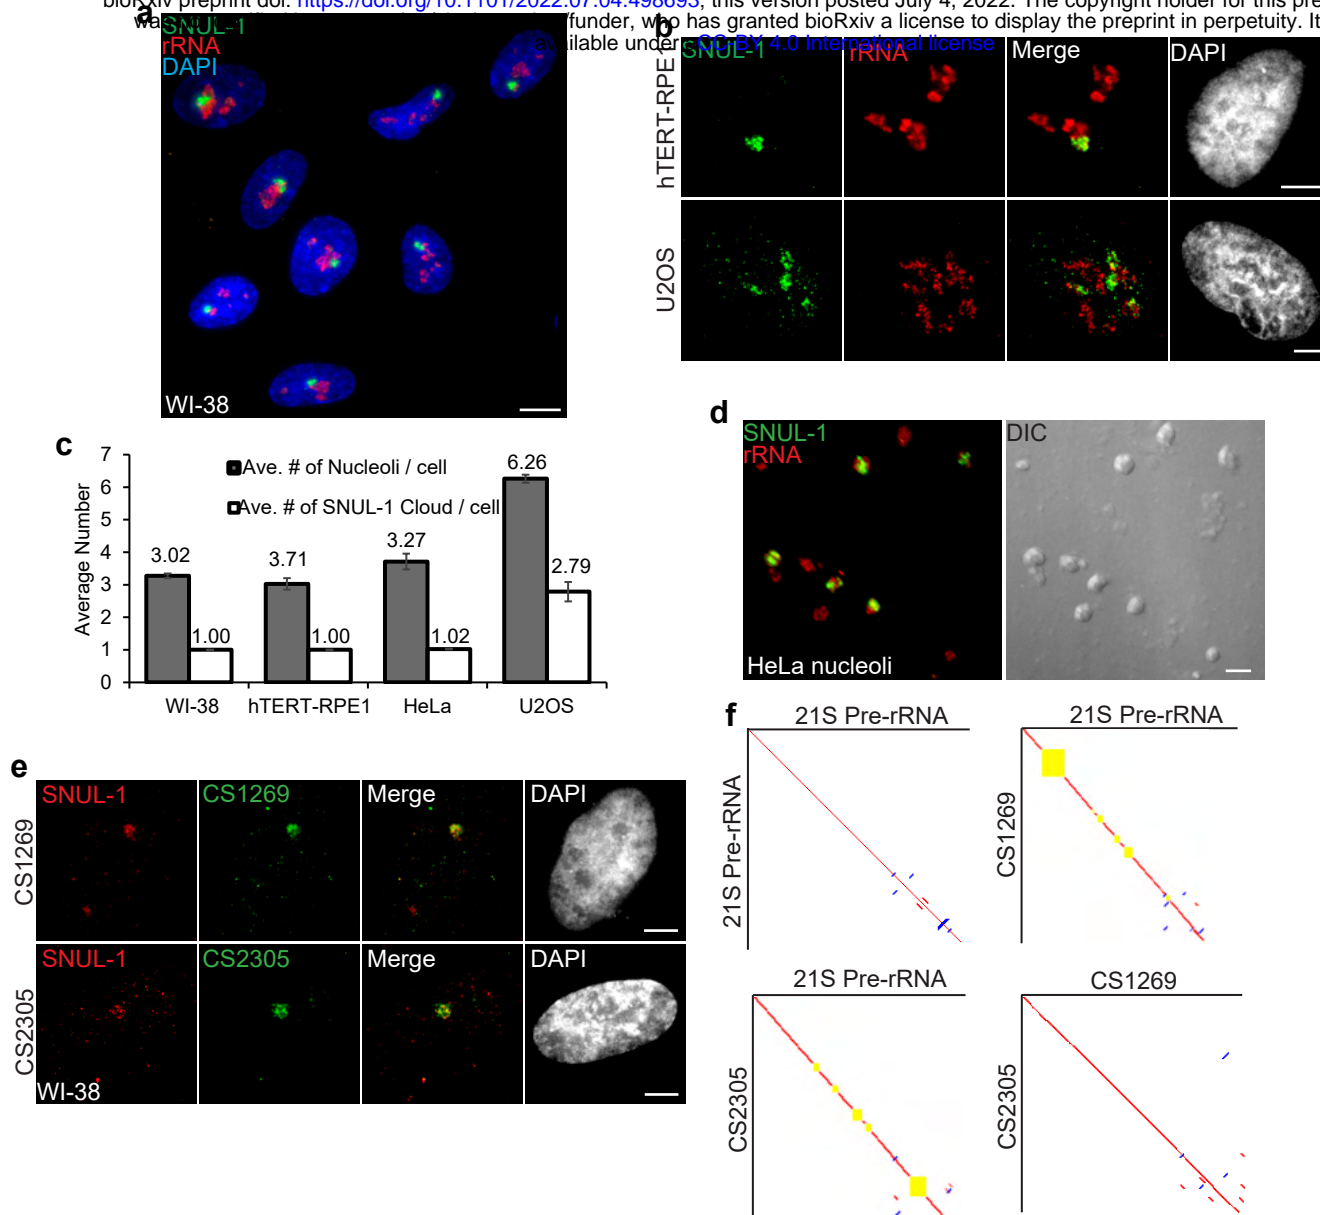 bioRxiv preprint doi: https://doi.org/10.1101/2022.07.04.498693; this version posted July 4, 2022. The copyright holder for this pre
funder, who has granted bioRxiv a license to display the preprint in perpetuity. It
available under CC-BY 4.0 International license
a
SNUL-1
rRNA
DAPI
WI-38
b
SNUL-1
rRNA
Merge
DAPI
hTERT-RPE1
U2OS
c
Average Number
7
6
5
4
3
2
1
0
Ave. # of Nucleoli / cell
Ave. # of SNUL-1 Cloud / cell
3.02
1.00
3.71
1.00
3.27
1.02
6.26
2.79
WI-38
hTERT-RPE1
HeLa
U2OS
d
SNUL-1
rRNA
DIC
HeLa nucleoli
e
SNUL-1
CS1269
Merge
DAPI
CS1269
SNUL-1
CS2305
Merge
DAPI
CS2305
WI-38
f
21S Pre-rRNA
21S Pre-rRNA
21S Pre-rRNA
CS1269
21S Pre-rRNA
CS2305
CS1269
CS2305